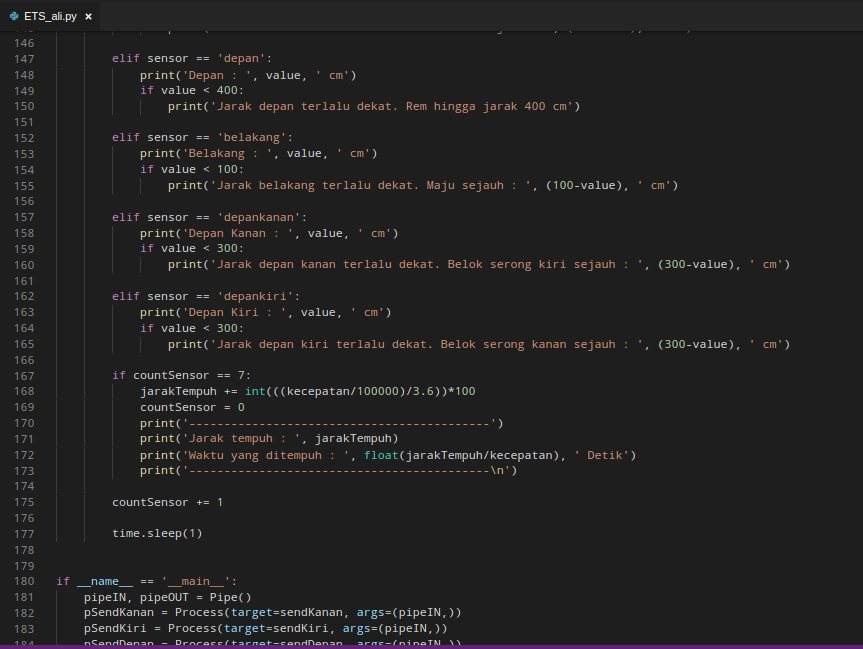 ETS_ali.py ×
146
147 elif sensor == 'depan':
148 print('Depan : ', value, ' cm')
149 if value < 400:
150 print('Jarak depan terlalu dekat. Rem hingga jarak 400 cm')
151
152 elif sensor == 'belakang':
153 print('Belakang : ', value, ' cm')
154 if value < 100:
155 print('Jarak belakang terlalu dekat. Maju sejauh : ', (100-value), ' cm')
156
157 elif sensor == 'depankanan':
158 print('Depan Kanan : ', value, ' cm')
159 if value < 300:
160 print('Jarak depan kanan terlalu dekat. Belok serong kiri sejauh : ', (300-value), ' cm')
161
162 elif sensor == 'depankiri':
163 print('Depan Kiri : ', value, ' cm')
164 if value < 300:
165 print('Jarak depan kiri terlalu dekat. Belok serong kanan sejauh : ', (300-value), ' cm')
166
167 if countSensor == 7:
168 jarakTempuh += int(((kecepatan/100000)/3.6))*100
169 countSensor = 0
170 print('-------------------------------------------')
171 print('Jarak tempuh : ', jarakTempuh)
172 print('Waktu yang ditempuh : ', float(jarakTempuh/kecepatan), ' Detik')
173 print('-------------------------------------------\n')
174
175 countSensor += 1
176
177 time.sleep(1)
178
179
180 if __name__ == '__main__':
181 pipeIN, pipeOUT = Pipe()
182 pSendKanan = Process(target=sendKanan, args=(pipeIN,))
183 pSendKiri = Process(target=sendKiri, args=(pipeIN,))
184 pSendDepan = Process(target=sendDepan, args=(pipeIN,))